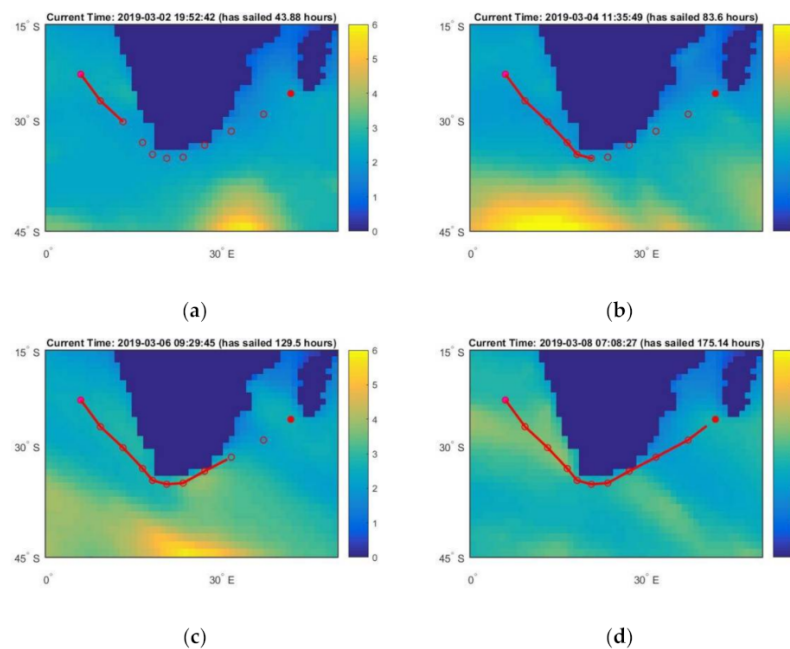 Current Time: 2019-03-02 19:52:42 (has sailed 43.88 hours)
15° S
30° S
45° S
0°
30° E
6
5
4
3
2
1
0
(a)
Current Time: 2019-03-04 11:35:49 (has sailed 83.6 hours)
15° S
30° S
45° S
0°
30° E
(b)
Current Time: 2019-03-06 09:29:45 (has sailed 129.5 hours)
15° S
30° S
45° S
0°
30° E
6
5
4
3
2
1
0
(c)
Current Time: 2019-03-08 07:08:27 (has sailed 175.14 hours)
15° S
30° S
45° S
0°
30° E
(d)